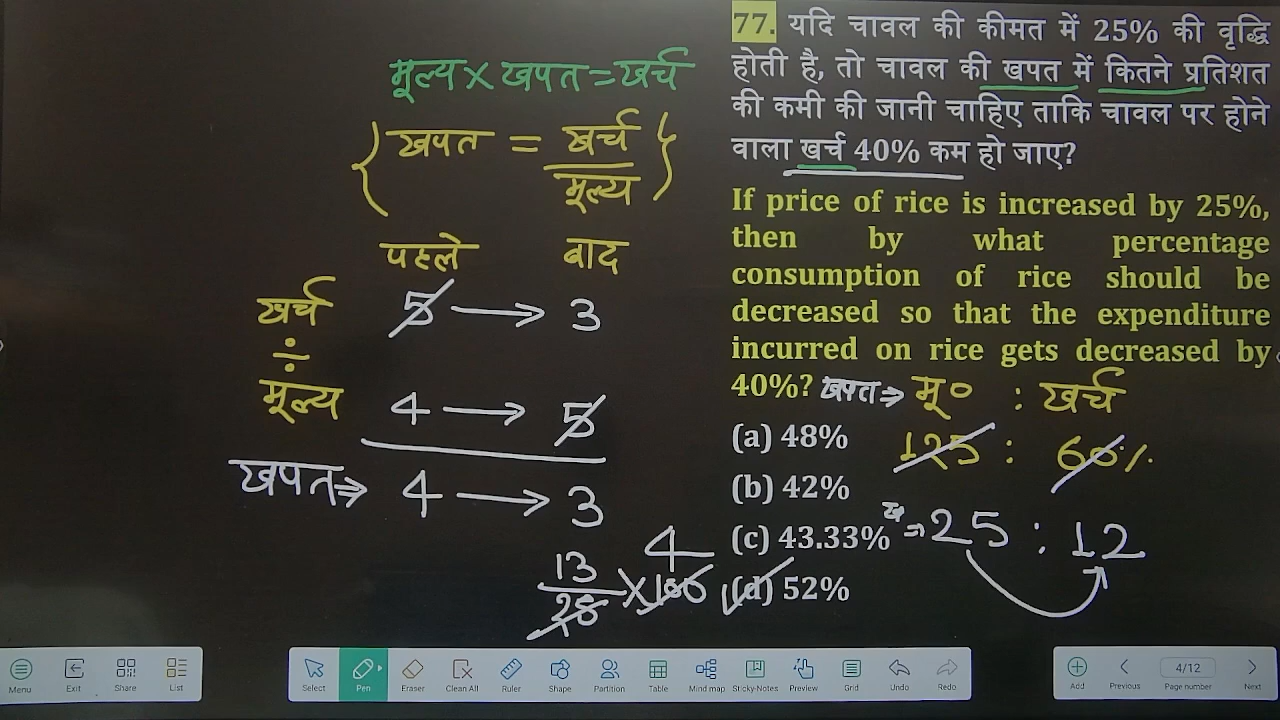 77. यदि चावल की कीमत में 25% की वृद्धि
होती है, तो चावल की खपत में कितने प्रतिशत
की कमी की जानी चाहिए ताकि चावल पर होने
वाला खर्च 40% कम हो जाए?
If price of rice is increased by 25%,
then by what percentage
consumption of rice should be
decreased so that the expenditure
incurred on rice gets decreased by
40%?
(a) 48%
(b) 42%
(c) 43.33%
(d) 52%
मूल्य × खपत = खर्च
{ खपत = खर्च
मूल्य }
पहले बाद
खर्च 5 → 3
÷
मूल्य 4 → 5
खपत ⇒ 4 → 3
13
25 × 100 4
खपत ⇒ मू० : खर्च
125 : 60%
ख ⇒ 25 : 12
Menu
Exit
Share
List
Select
Pen
Eraser
Clean All
Ruler
Shape
Partition
Table
Mind map
Sticky-Notes
Preview
Grid
Undo
Redo
Add
Previous
4/12
Page number
Next